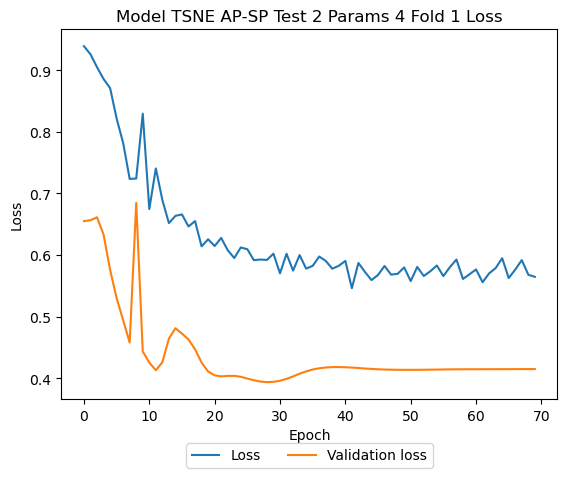 Model TSNE AP-SP Test 2 Params 4 Fold 1 Loss
0.9
0.8
0.7
0.6
0.5
0.4
Loss
0 10 20 30 40 50 60 70
Epoch
Loss Validation loss